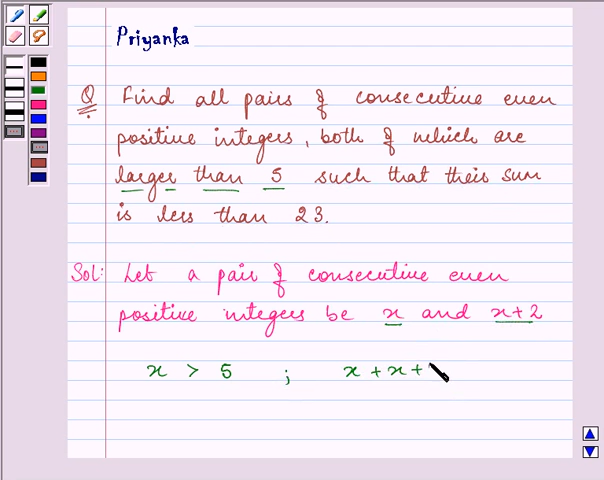 Priyanka
Q Find all pairs of consecutive even
positive integers, both of which are
larger than 5 such that their sum
is less than 23.
Sol: Let a pair of consecutive even
positive integers be x and x+2
x > 5 ; x + x +